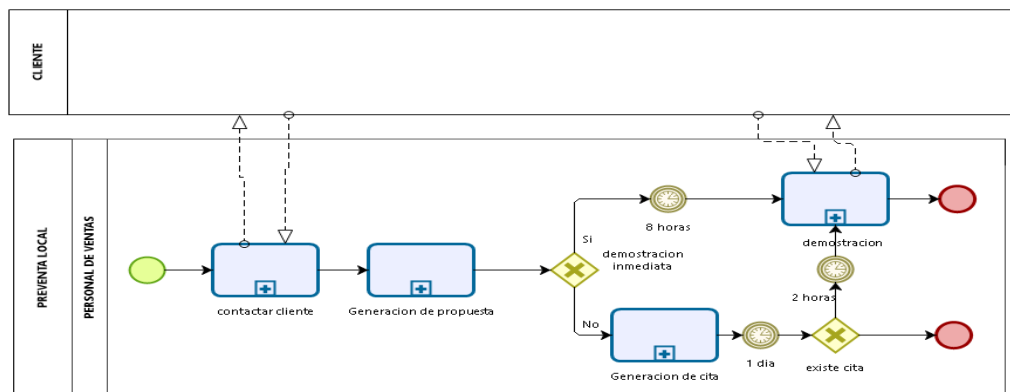 CLIENTE
PREVENTA LOCAL
PERSONAL DE VENTAS
contactar cliente
Generacion de propuesta
Si
demostracion
inmediata
No
8 horas
demostracion
2 horas
Generacion de cita
1 dia
existe cita